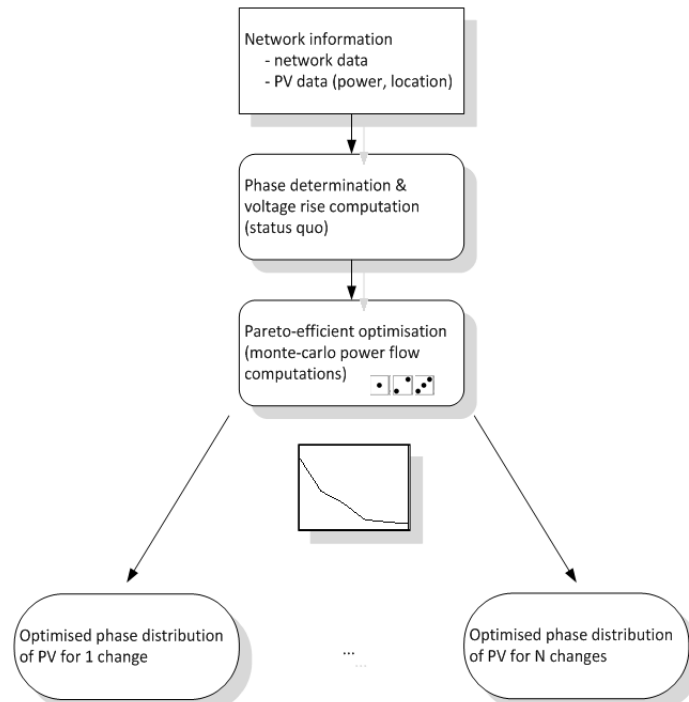 Network information
- network data
- PV data (power, location)
Phase determination &
voltage rise computation
(status quo)
Pareto-efficient optimisation
(monte-carlo power flow
computations)
Optimised phase distribution
of PV for 1 change
...
...
Optimised phase distribution
of PV for N changes